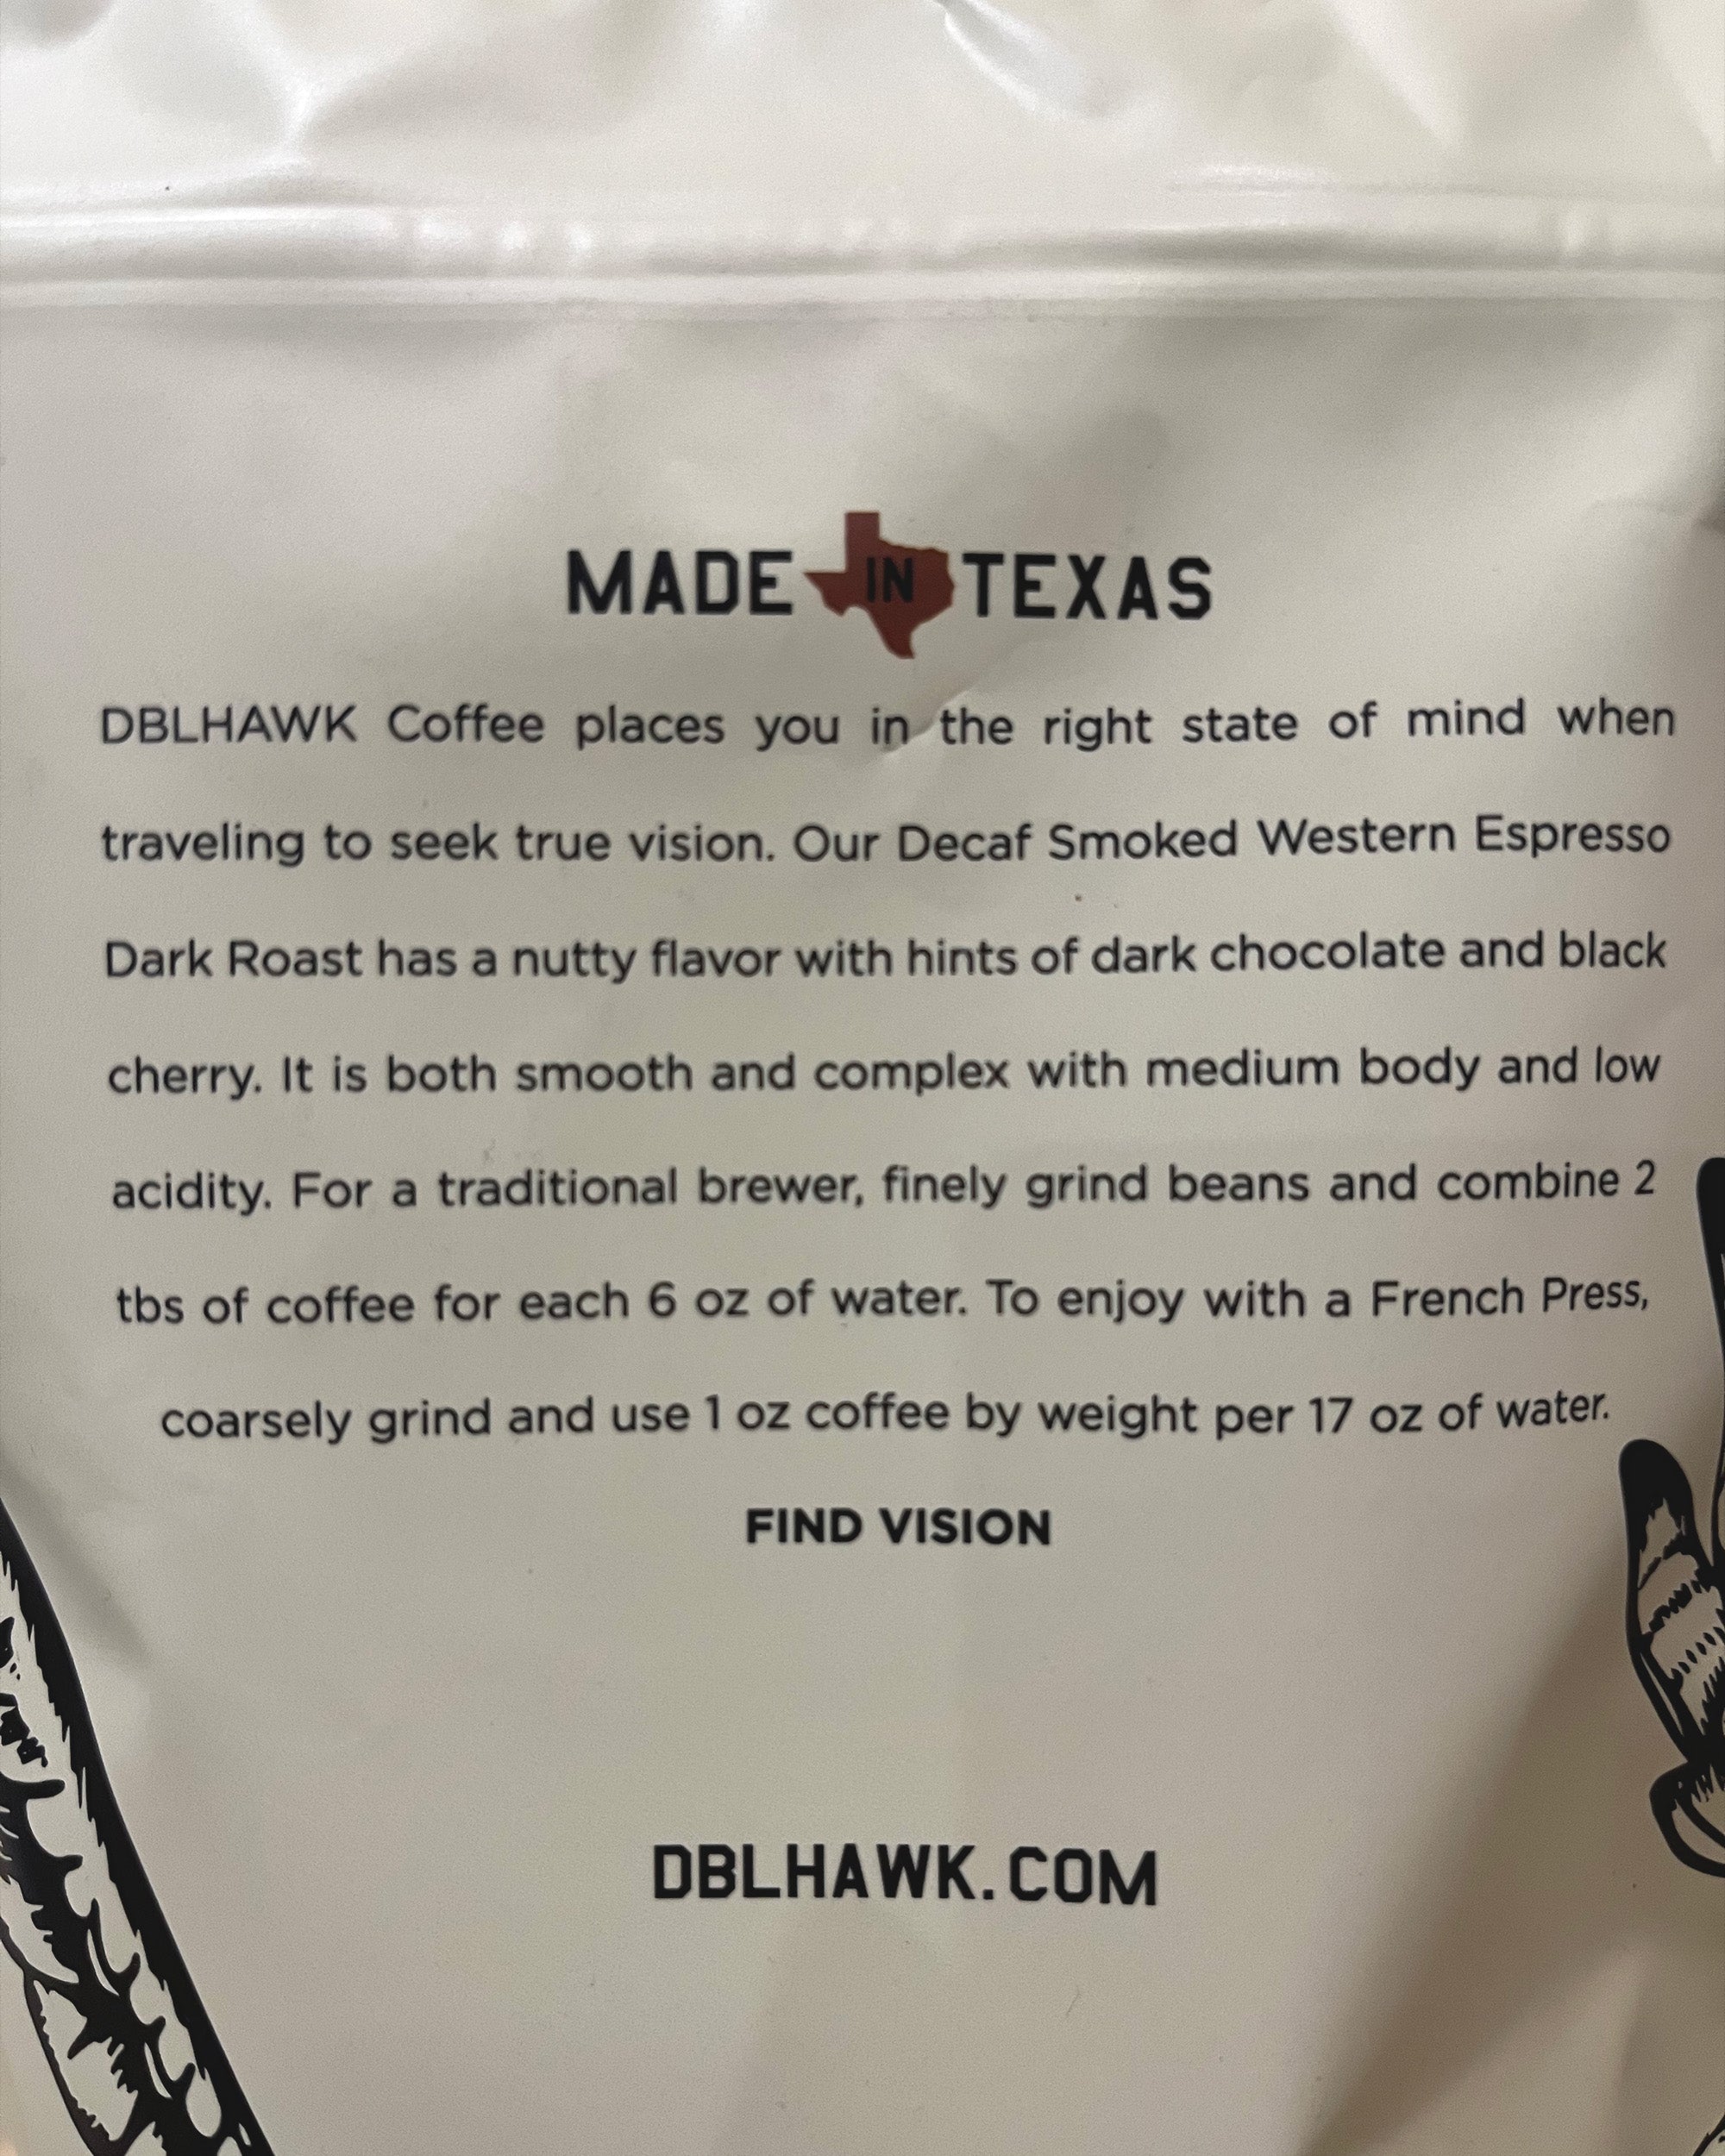 MADE IN TEXAS
DBLHAWK Coffee places you in the right state of mind when
traveling to seek true vision. Our Decaf Smoked Western Espresso
Dark Roast has a nutty flavor with hints of dark chocolate and black
cherry. It is both smooth and complex with medium body and low
acidity. For a traditional brewer, finely grind beans and combine 2
tbs of coffee for each 6 oz of water. To enjoy with a French Press,
coarsely grind and use 1 oz coffee by weight per 17 oz of water.
FIND VISION
DBLHAWK.COM